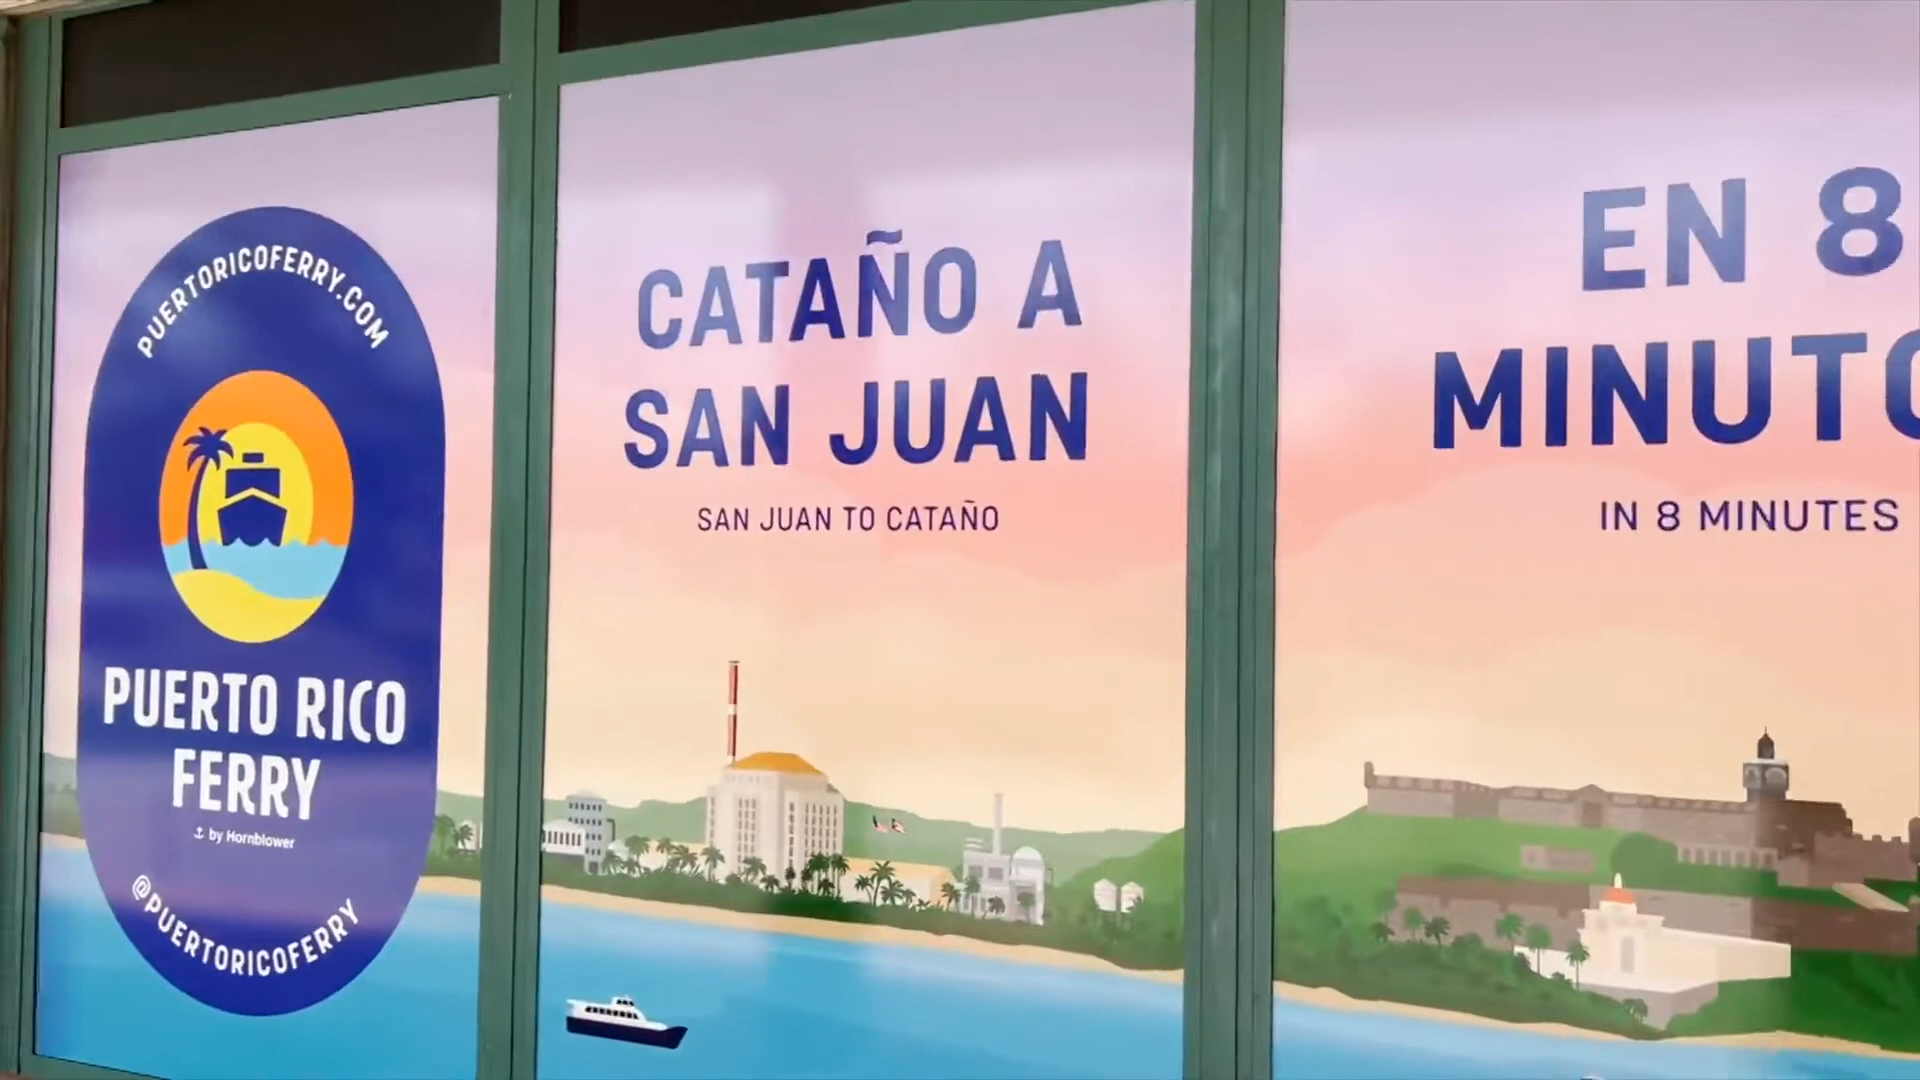 PUERTORICOFERRY.COM
PUERTO RICO
FERRY
by Hornblower
@PUERTORICOFERRY
CATAÑO A
SAN JUAN
SAN JUAN TO CATAÑO
EN 8
MINUTO
IN 8 MINUTES